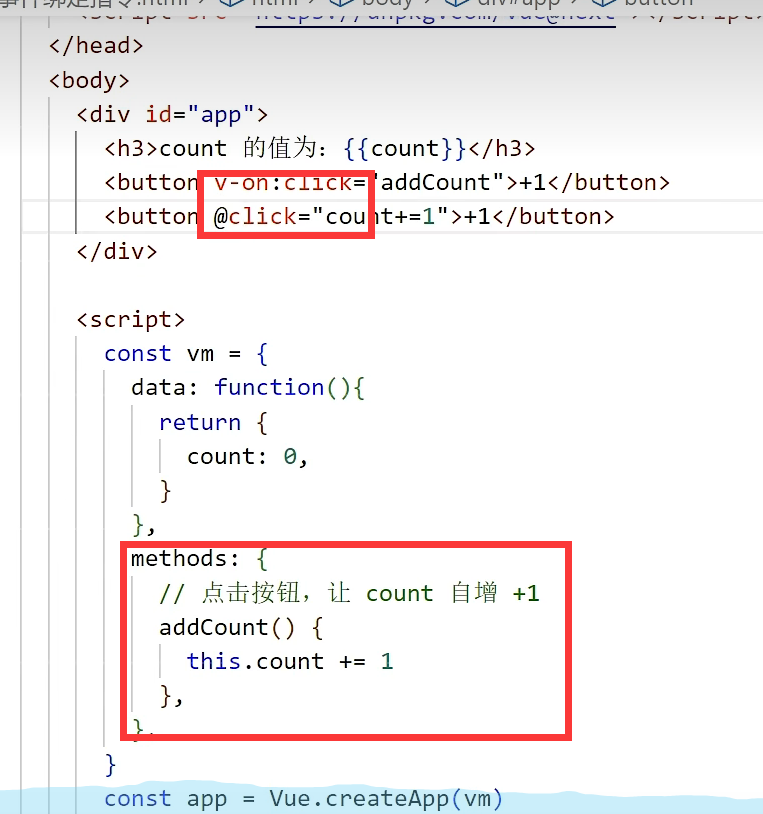 事件绑定指令.html > html > body > div#app > button
<script src="https://unpkg.com/vue@next"></script>
</head>
<body>
<div id="app">
<h3>count 的值为：{{count}}</h3>
<button v-on:click="addCount">+1</button>
<button @click="count+=1">+1</button>
</div>
<script>
const vm = {
data: function(){
return {
count: 0,
}
},
methods: {
// 点击按钮，让 count 自增 +1
addCount() {
this.count += 1
},
},
}
const app = Vue.createApp(vm)